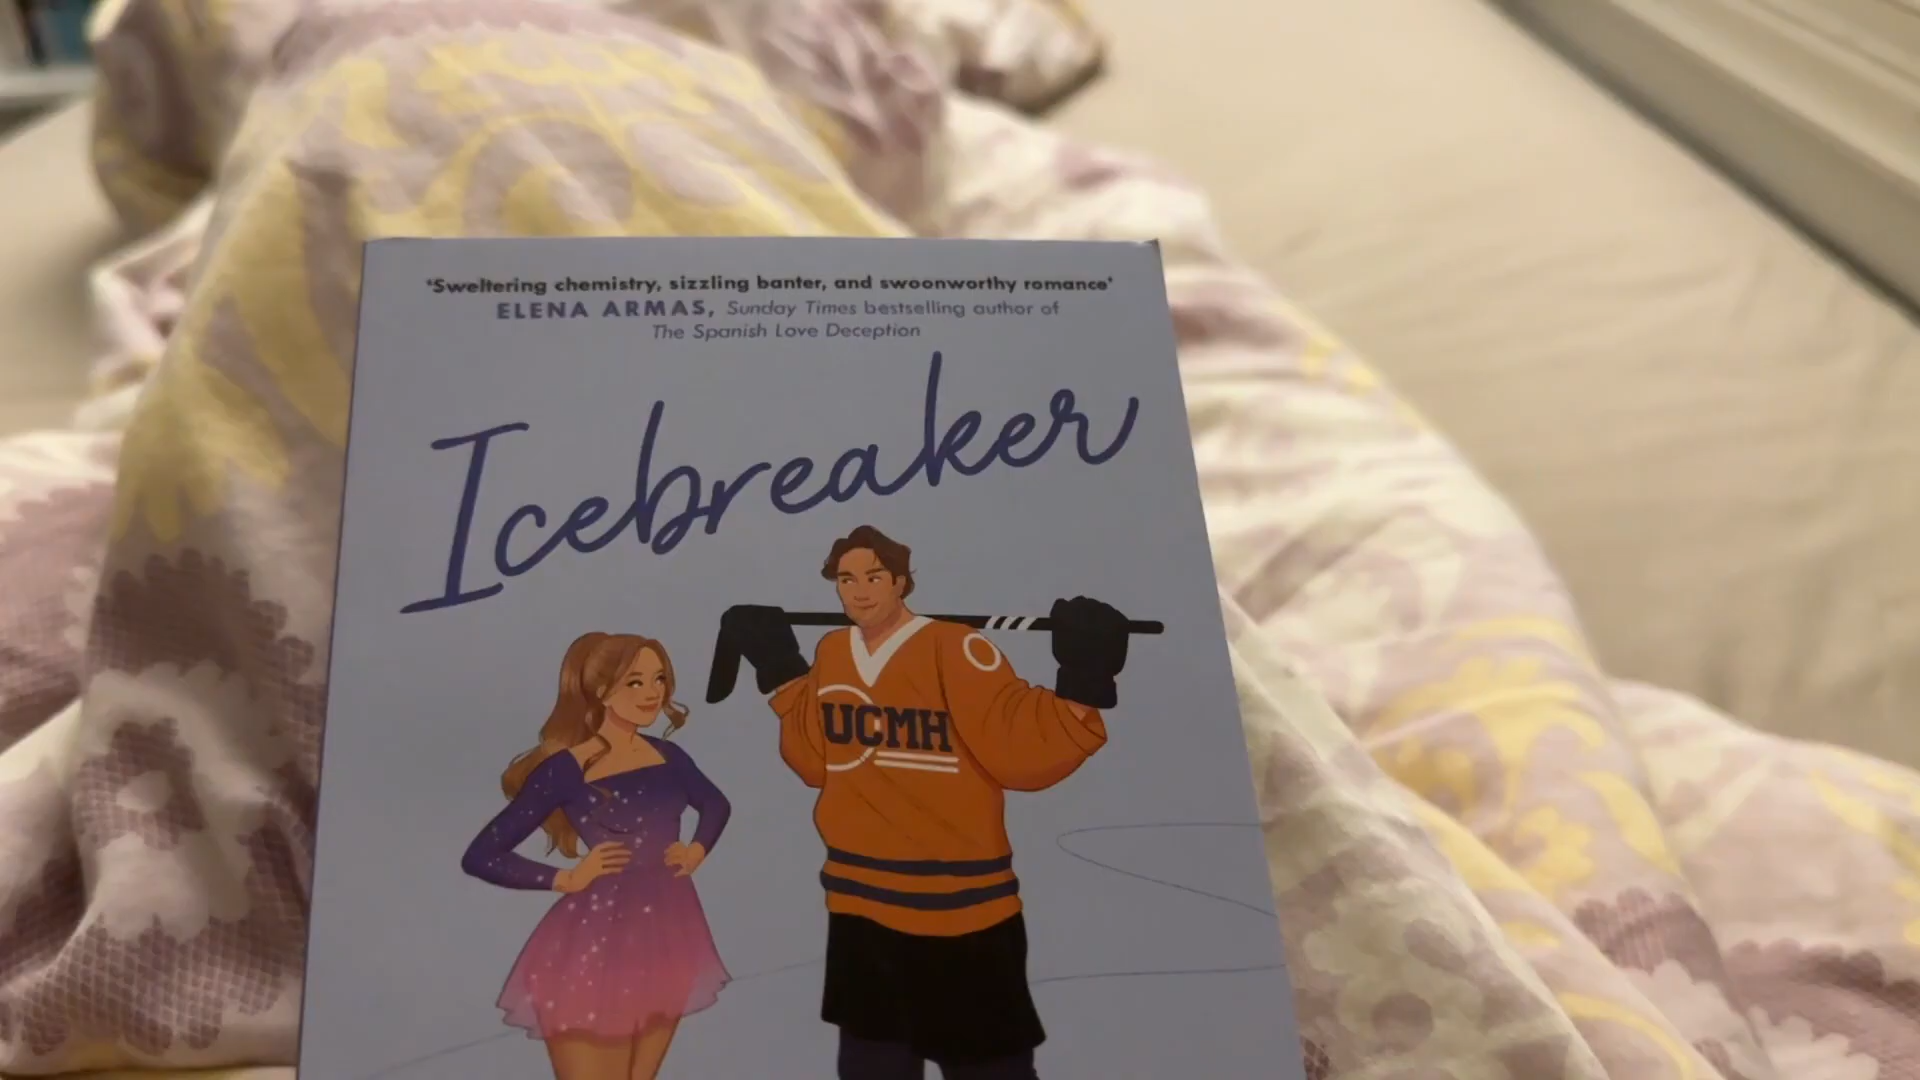 'Sweltering chemistry, sizzling banter, and swoonworthy romance'
ELENA ARMAS, Sunday Times bestselling author of
The Spanish Love Deception
Icebreaker
UCMH